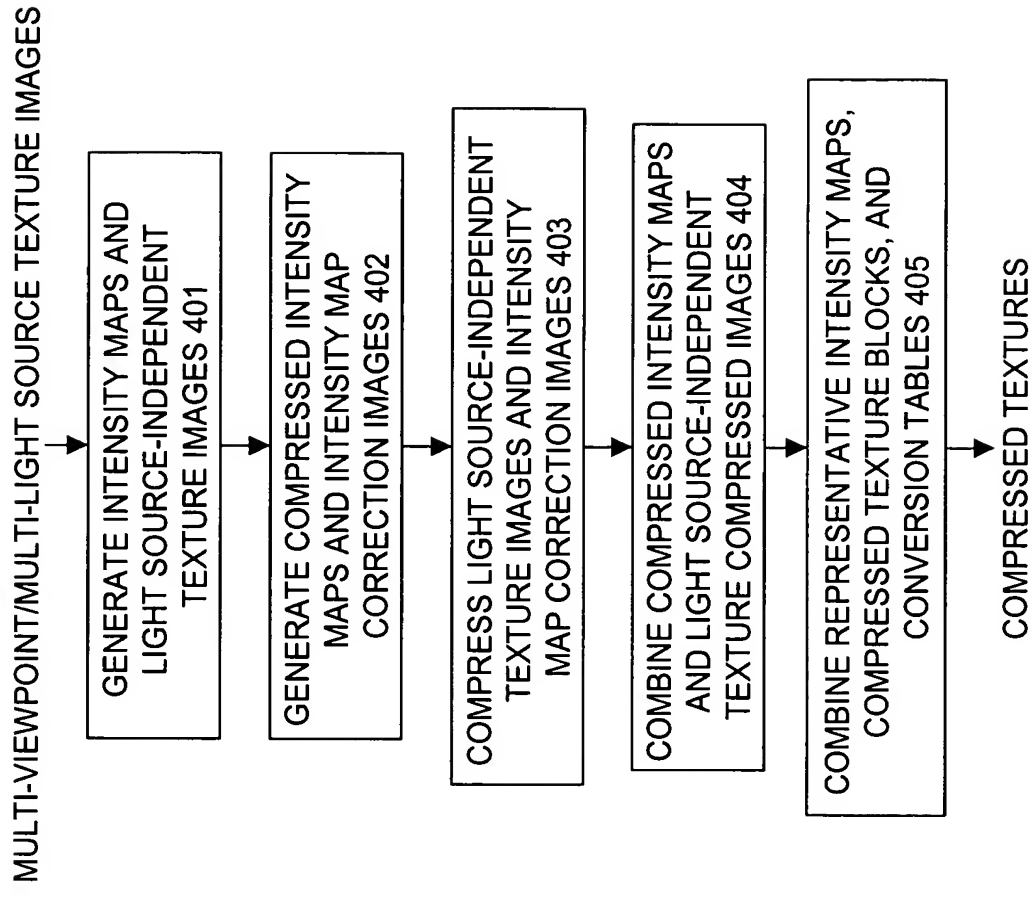 MULTI-VIEWPOINT/MULTI-LIGHT SOURCE TEXTURE IMAGES
GENERATE INTENSITY MAPS AND
LIGHT SOURCE-INDEPENDENT
TEXTURE IMAGES 401
GENERATE COMPRESSED INTENSITY
MAPS AND INTENSITY MAP
CORRECTION IMAGES 402
COMPRESS LIGHT SOURCE-INDEPENDENT
TEXTURE IMAGES AND INTENSITY
MAP CORRECTION IMAGES 403
COMBINE COMPRESSED INTENSITY MAPS
AND LIGHT SOURCE-INDEPENDENT
TEXTURE COMPRESSED IMAGES 404
COMBINE REPRESENTATIVE INTENSITY MAPS,
COMPRESSED TEXTURE BLOCKS, AND
CONVERSION TABLES 405
COMPRESSED TEXTURES